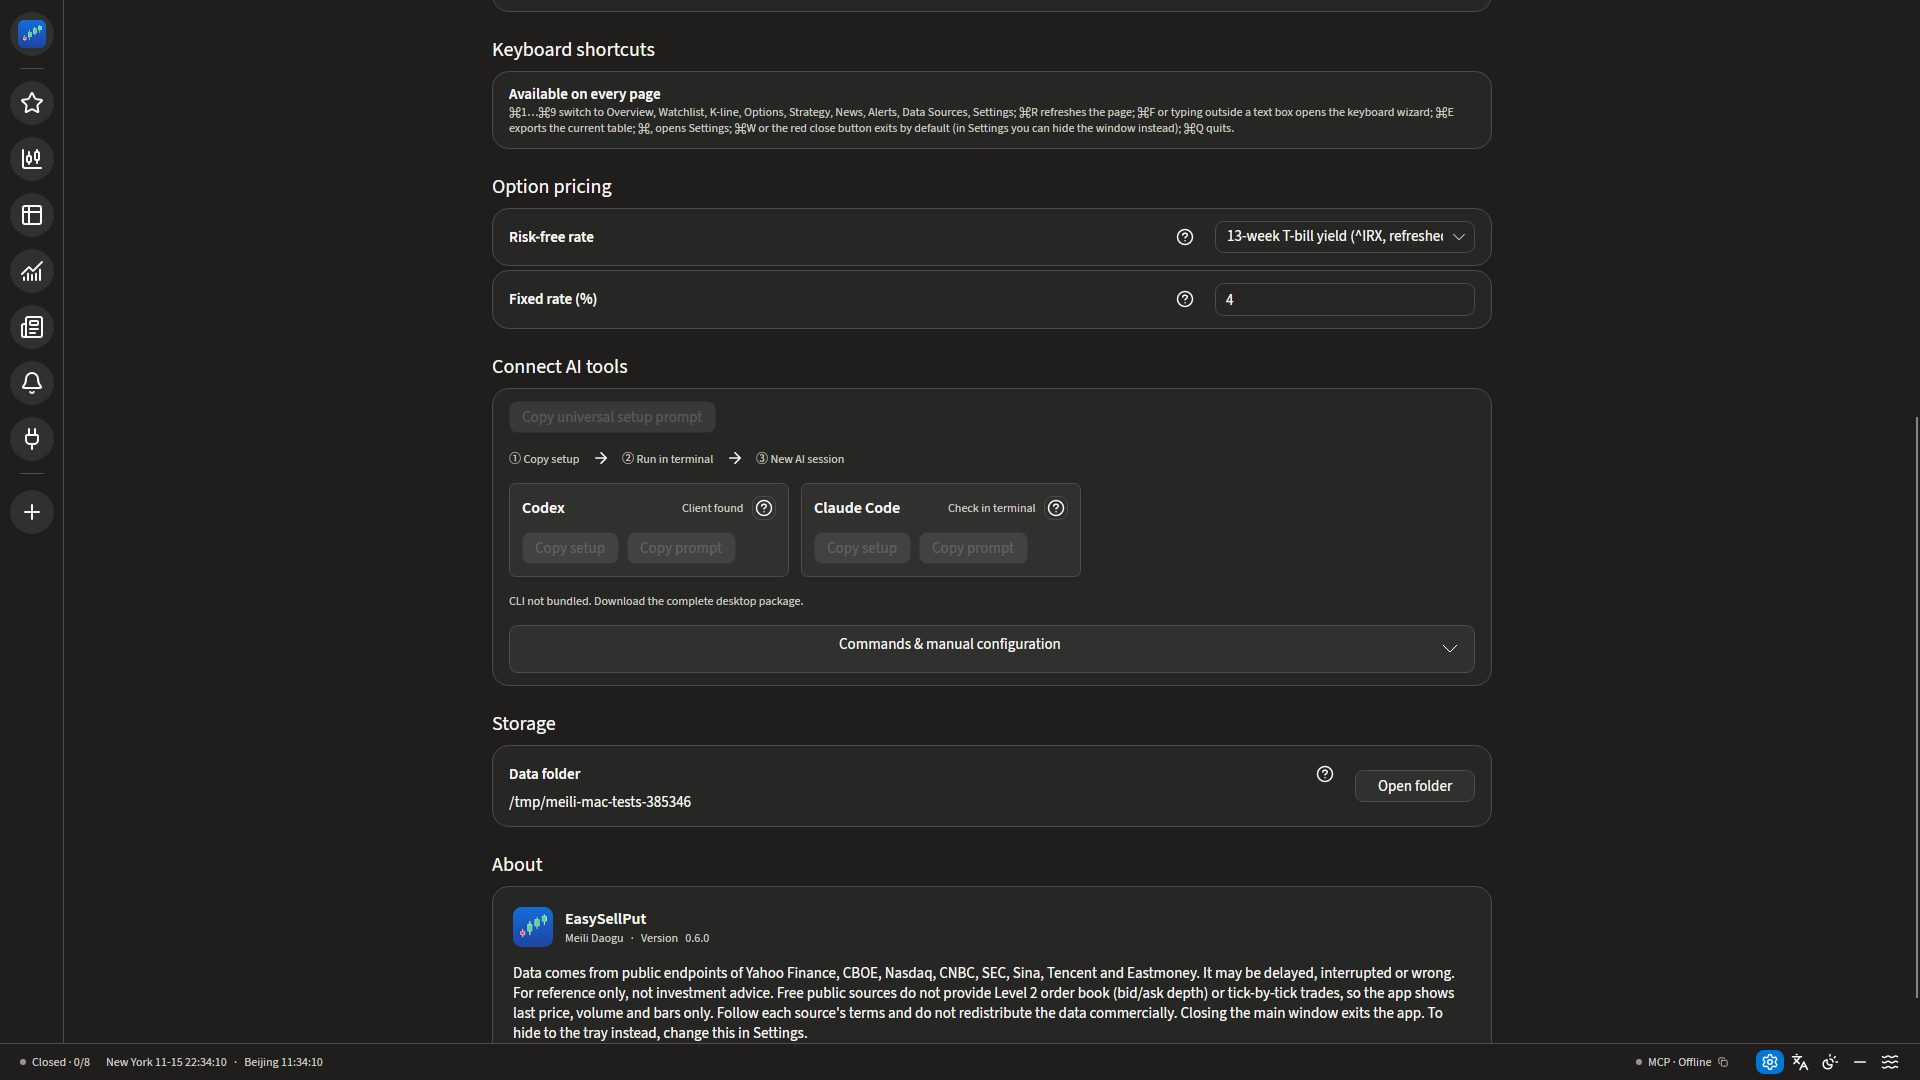 Keyboard shortcuts
Available on every page
⌘1…⌘9 switch to Overview, Watchlist, K-line, Options, Strategy, News, Alerts, Data Sources, Settings; ⌘R refreshes the page; ⌘F or typing outside a text box opens the keyboard wizard; ⌘E
exports the current table; ⌘, opens Settings; ⌘W or the red close button exits by default (in Settings you can hide the window instead); ⌘Q quits.
Option pricing
Risk-free rate
13-week T-bill yield (^IRX, refreshed
Fixed rate (%)
4
Connect AI tools
Copy universal setup prompt
① Copy setup → ② Run in terminal → ③ New AI session
Codex Client found
Claude Code Check in terminal
Copy setup Copy prompt
Copy setup Copy prompt
CLI not bundled. Download the complete desktop package.
Commands & manual configuration
Storage
Data folder
/tmp/meili-mac-tests-385346
Open folder
About
EasySellPut
Meili Daogu · Version 0.6.0
Data comes from public endpoints of Yahoo Finance, CBOE, Nasdaq, CNBC, SEC, Sina, Tencent and Eastmoney. It may be delayed, interrupted or wrong.
For reference only, not investment advice. Free public sources do not provide Level 2 order book (bid/ask depth) or tick-by-tick trades, so the app shows
last price, volume and bars only. Follow each source's terms and do not redistribute the data commercially. Closing the main window exits the app. To
hide to the tray instead, change this in Settings.
Closed · 0/8 New York 11-15 22:34:10 · Beijing 11:34:10
MCP · Offline